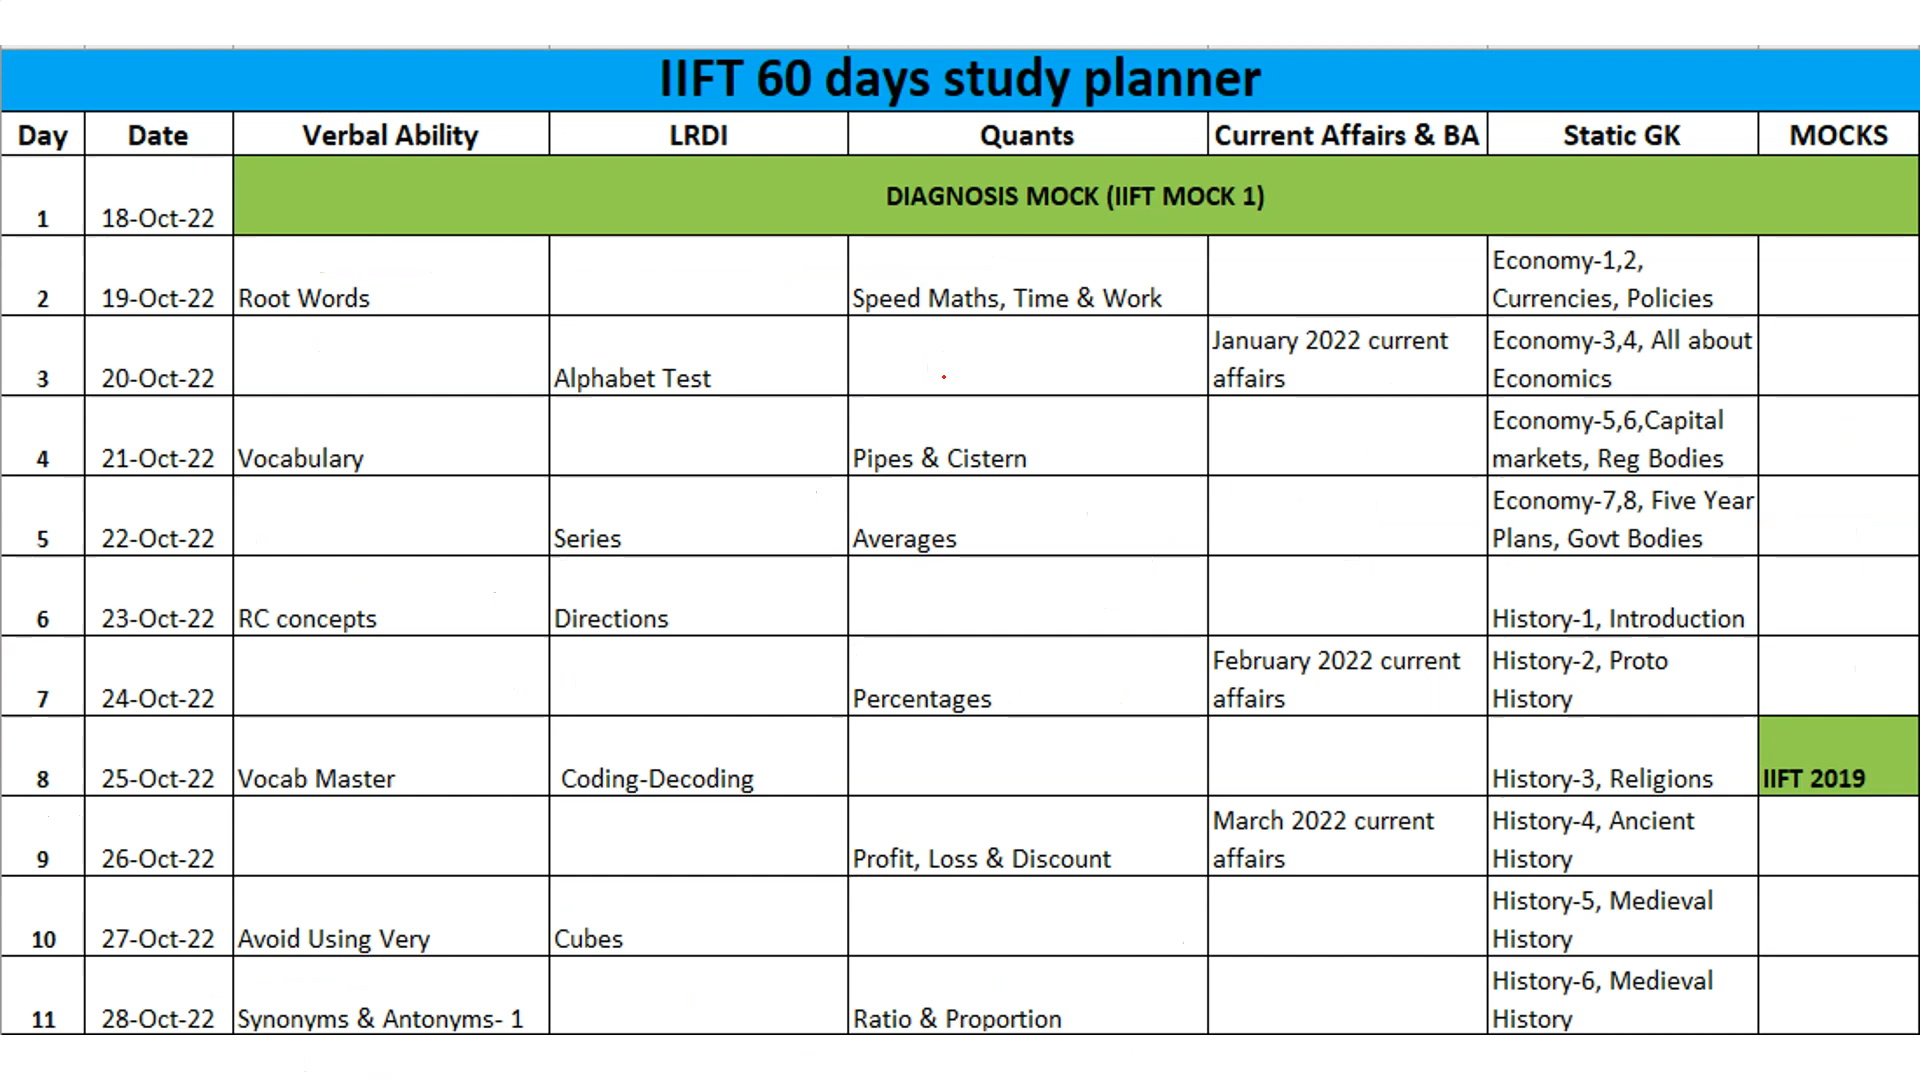 IIFT 60 days study planner
Day Date Verbal Ability LRDI Quants Current Affairs & BA Static GK MOCKS
1 18-Oct-22 DIAGNOSIS MOCK (IIFT MOCK 1)
2 19-Oct-22 Root Words Speed Maths, Time & Work Economy-1,2,
Currencies, Policies
3 20-Oct-22 Alphabet Test January 2022 current
affairs Economy-3,4, All about
Economics
4 21-Oct-22 Vocabulary Pipes & Cistern Economy-5,6,Capital
markets, Reg Bodies
5 22-Oct-22 Series Averages Economy-7,8, Five Year
Plans, Govt Bodies
6 23-Oct-22 RC concepts Directions History-1, Introduction
7 24-Oct-22 Percentages February 2022 current
affairs History-2, Proto
History
8 25-Oct-22 Vocab Master Coding-Decoding History-3, Religions IIFT 2019
9 26-Oct-22 Profit, Loss & Discount March 2022 current
affairs History-4, Ancient
History
10 27-Oct-22 Avoid Using Very Cubes History-5, Medieval
History
11 28-Oct-22 Synonyms & Antonyms- 1 Ratio & Proportion History-6, Medieval
History